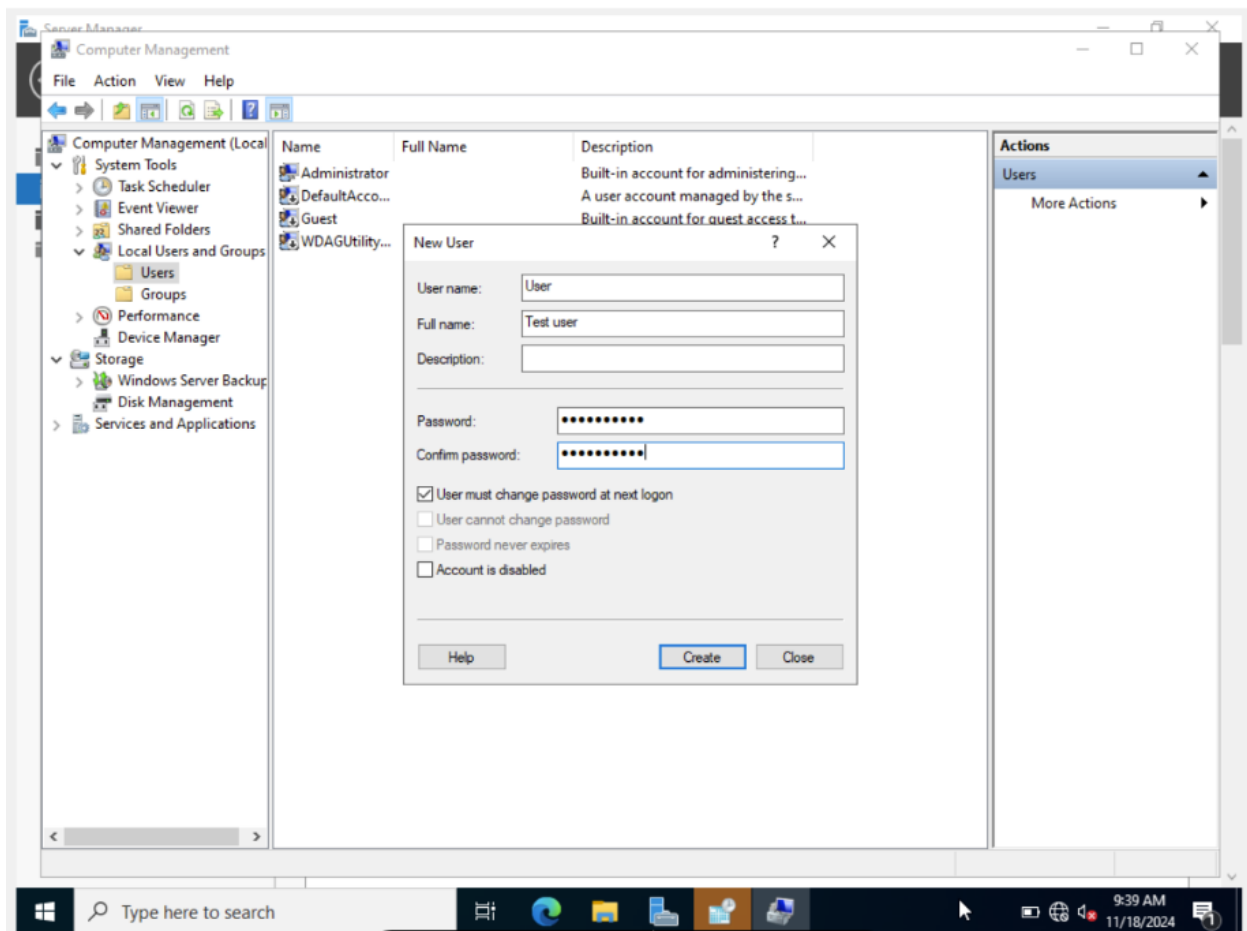 Server Manager
Computer Management
File Action View Help
Computer Management (Local
System Tools
Task Scheduler
Event Viewer
Shared Folders
Local Users and Groups
Users
Groups
Performance
Device Manager
Storage
Windows Server Backup
Disk Management
Services and Applications
Name Full Name Description
Administrator Built-in account for administering...
DefaultAcco... A user account managed by the s...
Guest Built-in account for guest access t...
WDAGUtility...
New User ? ×
User name: User
Full name: Test user
Description:
Password: ••••••••••
Confirm password: ••••••••••
User must change password at next logon
User cannot change password
Password never expires
Account is disabled
Help Create Close
Actions
Users
More Actions
Type here to search
9:39 AM
11/18/2024
1